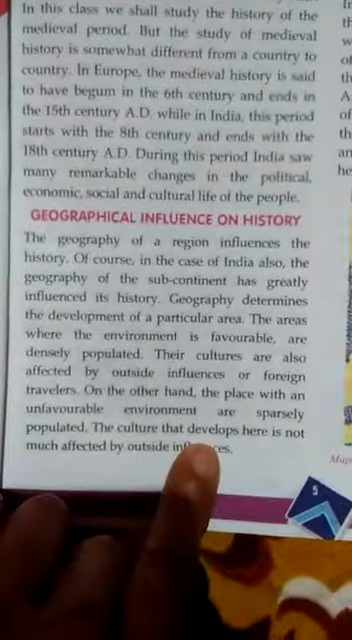 In this class we shall study the history of the
medieval period. But the study of medieval
history is somewhat different from a country to
country. In Europe, the medieval history is said
to have begum in the 6th century and ends in
the 15th century A.D. while in India, this period
starts with the 8th century and ends with the
18th century A.D. During this period India saw
many remarkable changes in the political,
economic, social and cultural life of the people.
GEOGRAPHICAL INFLUENCE ON HISTORY
The geography of a region influences the
history. Of course, in the case of India also, the
geography of the sub-continent has greatly
influenced its history. Geography determines
the development of a particular area. The areas
where the environment is favourable, are
densely populated. Their cultures are also
affected by outside influences or foreign
travelers. On the other hand, the place with an
unfavourable environment are sparsely
populated. The culture that develops here is not
much affected by outside influences.
5